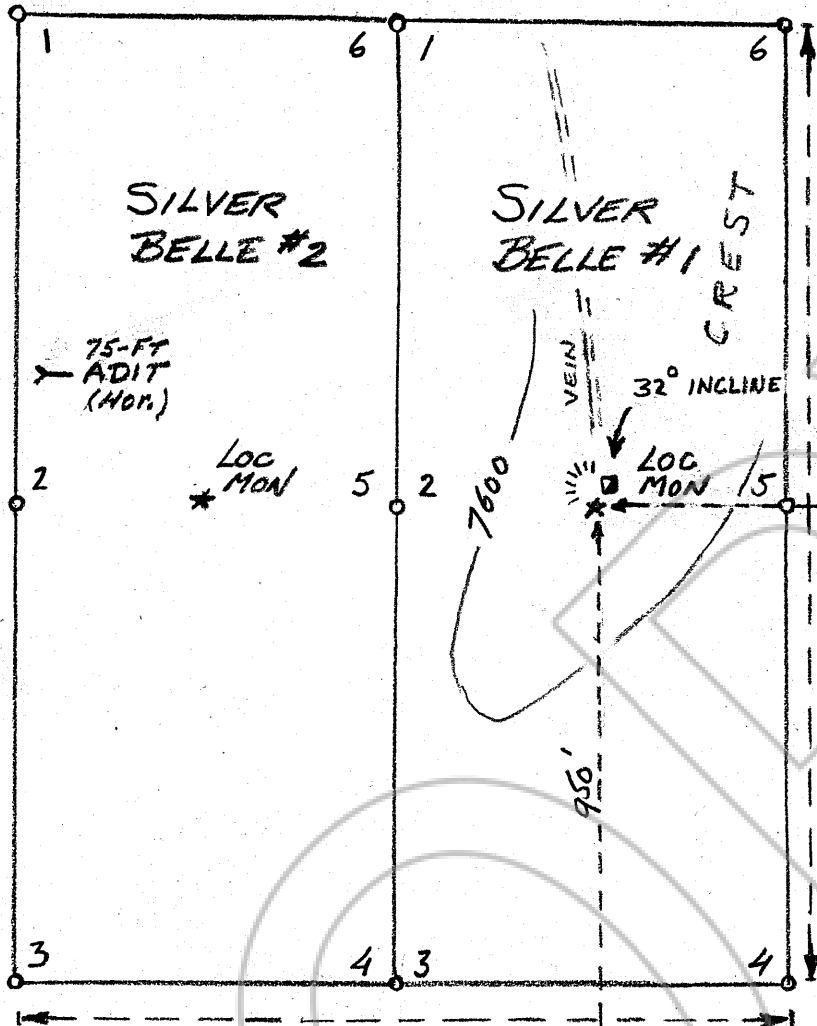 1
6
1
6
SILVER
BELLE #2
SILVER
BELLE #1
CREST
75-FT
ADIT
(Hor.)
VEIN
32° INCLINE
LOC
MON
LOC
MON
2
5
2
5
7600
950'
3
4
3
4